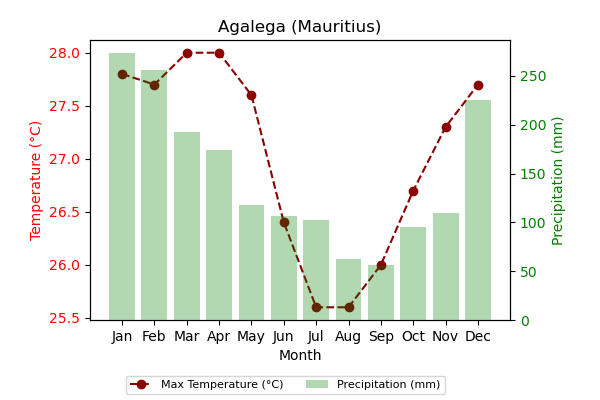 Agalega (Mauritius)
28.0
27.5
27.0
26.5
26.0
25.5
Temperature (°C)
250
200
150
100
50
0
Precipitation (mm)
Jan Feb Mar Apr May Jun Jul Aug Sep Oct Nov Dec
Month
Max Temperature (°C) Precipitation (mm)